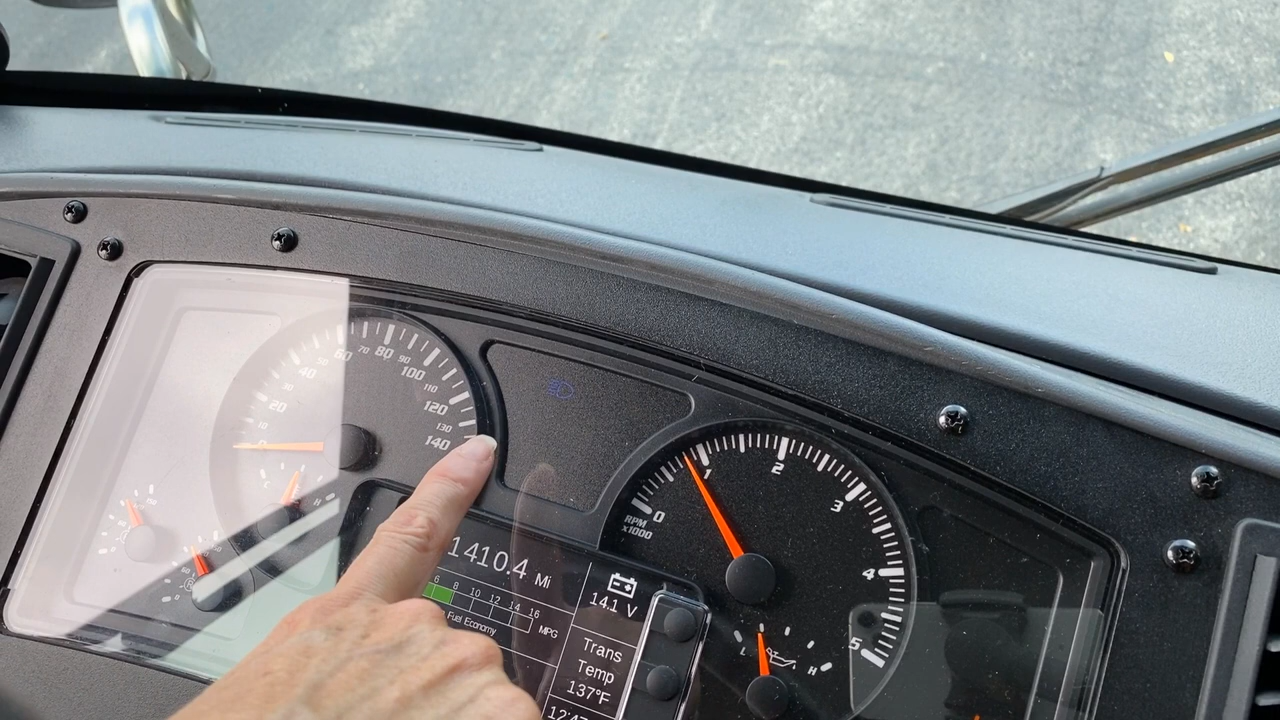 0
10
20
30
40
50
60
70
80
90
100
110
120
130
140
C
H
0
1
2
3
4
5
RPM
x1000
L
H
1410.4 Mi
6 8 10 12 14 16
MPG
Fuel Economy
14.1 V
Trans
Temp
137°F